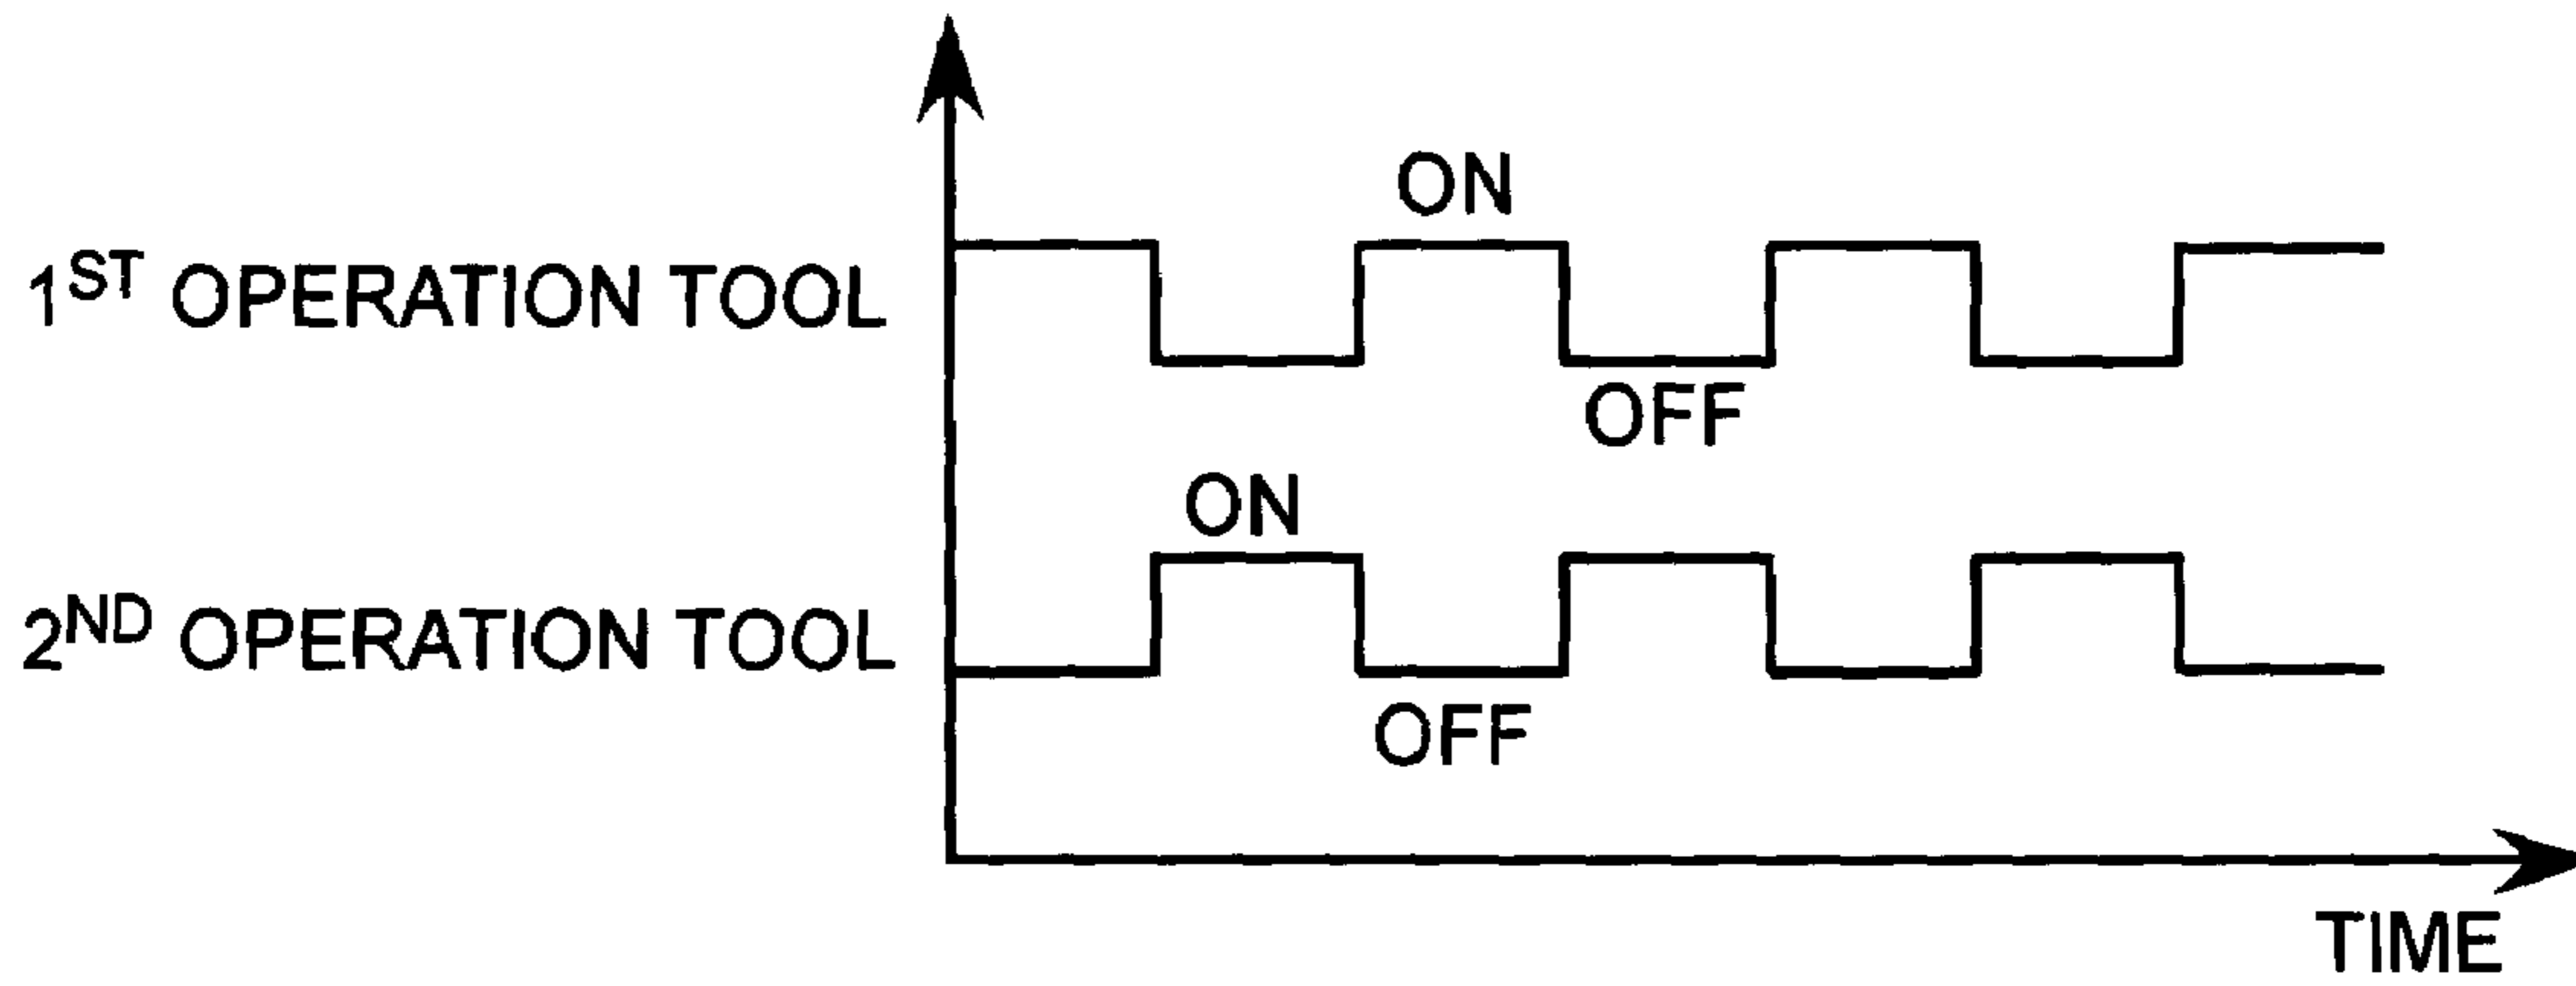 ON
1ST OPERATION TOOL
OFF
ON
2ND OPERATION TOOL
OFF
TIME